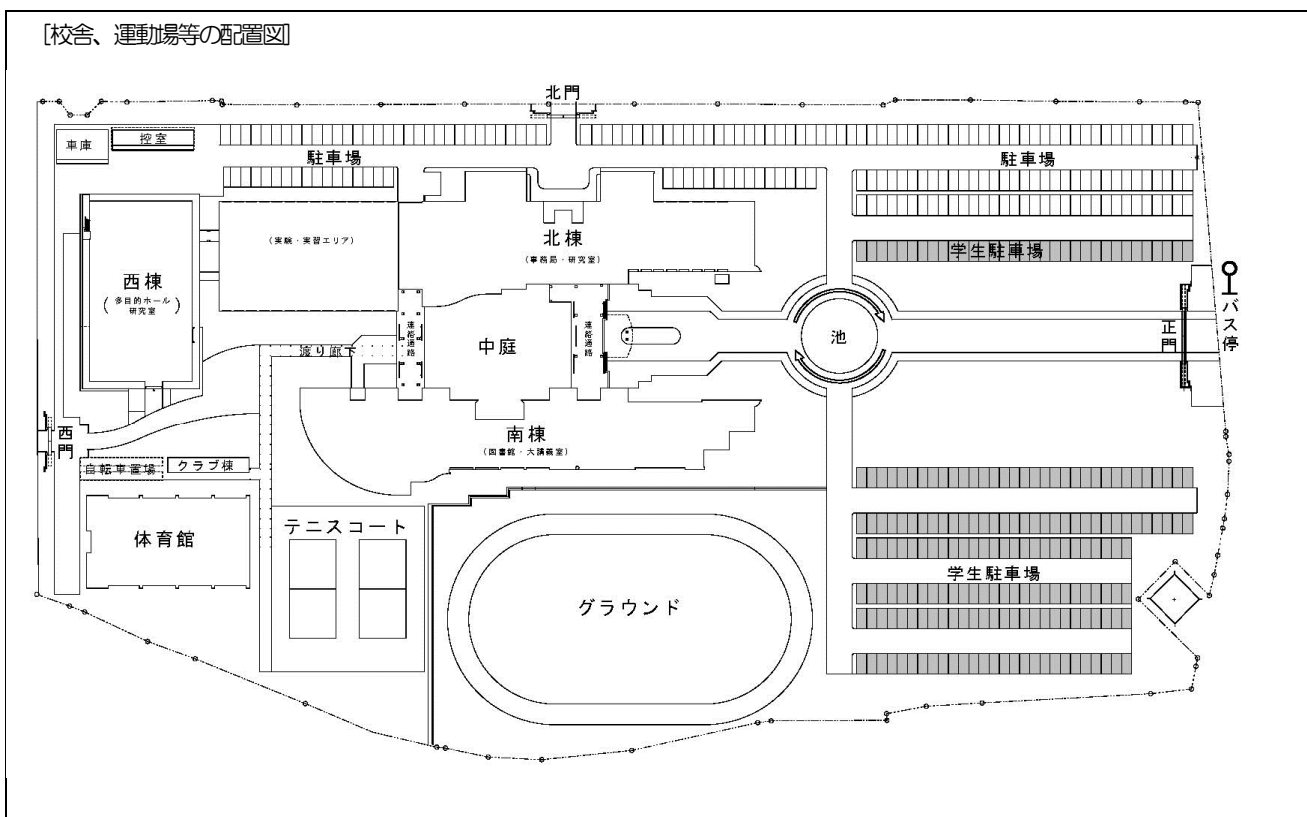 [校舎、運動場等の配置図]
北門
車庫
控室
駐車場
駐車場
(実験・実習エリア)
北棟
(事務局・研究室)
学生駐車場
西棟
(多目的ホール
研究室)
バス停
連絡通路
連絡通路
渡り廊下
中庭
池
正門
西門
南棟
(図書館・大講義室)
自転車置場
クラブ棟
テニスコート
体育館
グラウンド
学生駐車場